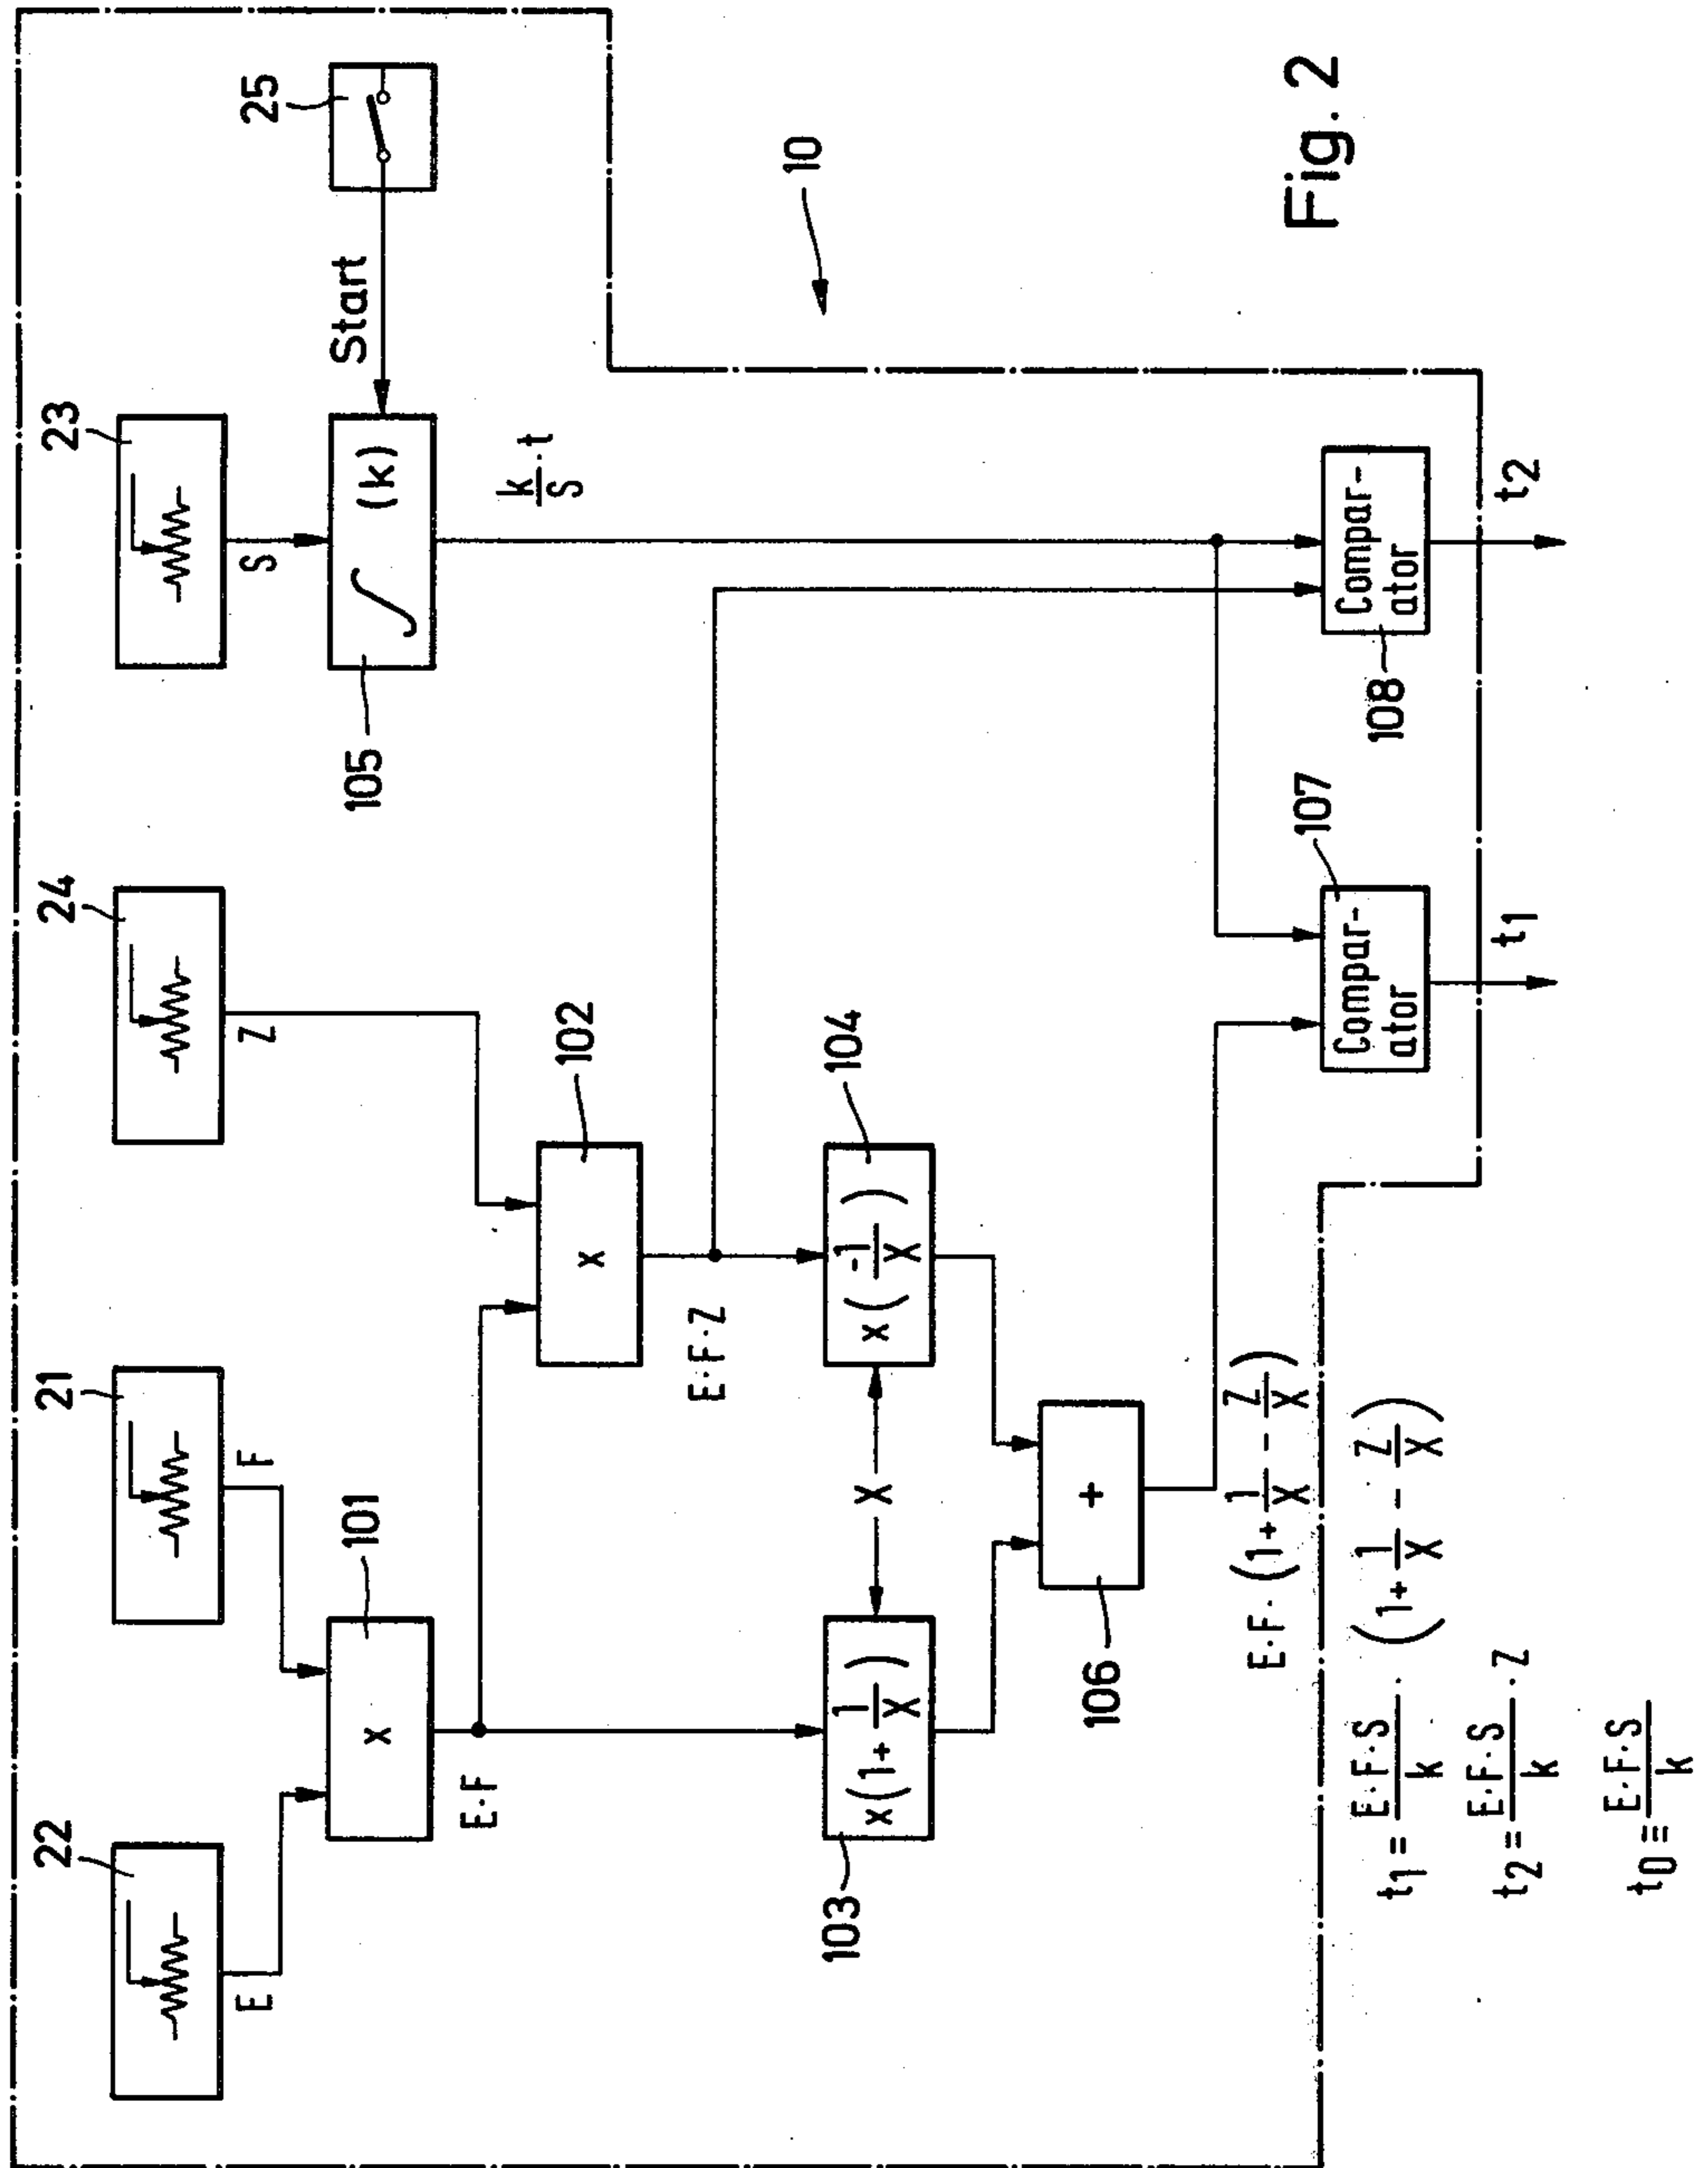 22
21
24
23
25
E
F
Z
S
Start
101
x
(k)
∫
105
E·F
102
x
k/S · t
10
E·F·Z
103
x(1+ 1/X)
X
x(-1/X)
104
106
+
E·F·(1+ 1/X - Z/X)
107
Compar-
ator
108
Compar-
ator
t1
t2
t1 = E·F·S/k · (1+ 1/X - Z/X)
t2 = E·F·S/k · Z
t0 ≡ E·F·S/k
Fig. 2